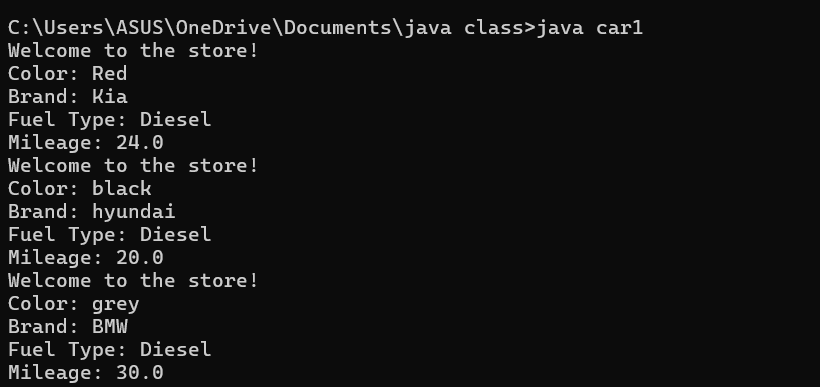 C:\Users\ASUS\OneDrive\Documents\java class>java car1
Welcome to the store!
Color: Red
Brand: Kia
Fuel Type: Diesel
Mileage: 24.0
Welcome to the store!
Color: black
Brand: hyundai
Fuel Type: Diesel
Mileage: 20.0
Welcome to the store!
Color: grey
Brand: BMW
Fuel Type: Diesel
Mileage: 30.0